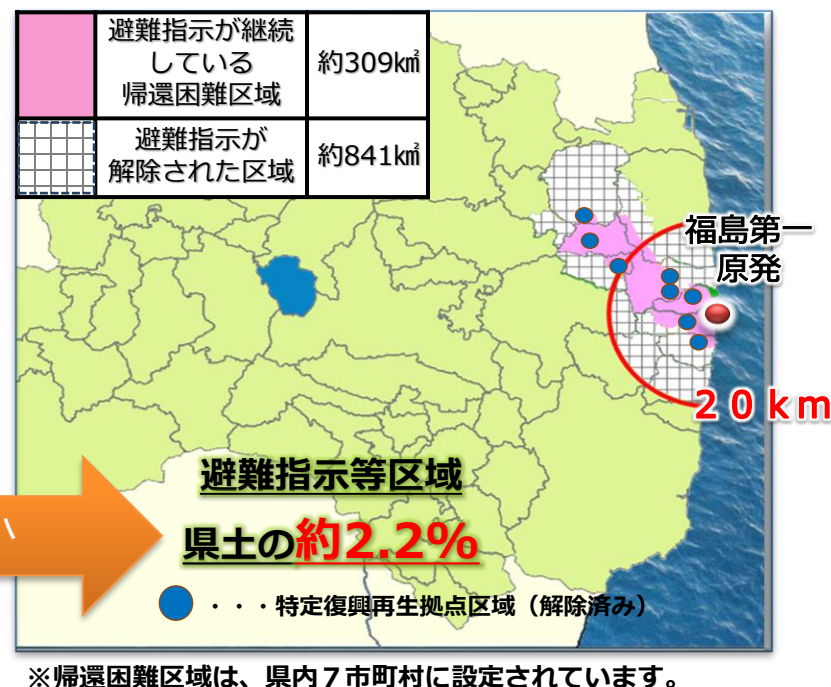 避難指示が継続
している
帰還困難区域
約309㎢
避難指示が
解除された区域
約841㎢
福島第一
原発
20km
避難指示等区域
県土の約2.2%
・・・特定復興再生拠点区域（解除済み）
※帰還困難区域は、県内７市町村に設定されています。